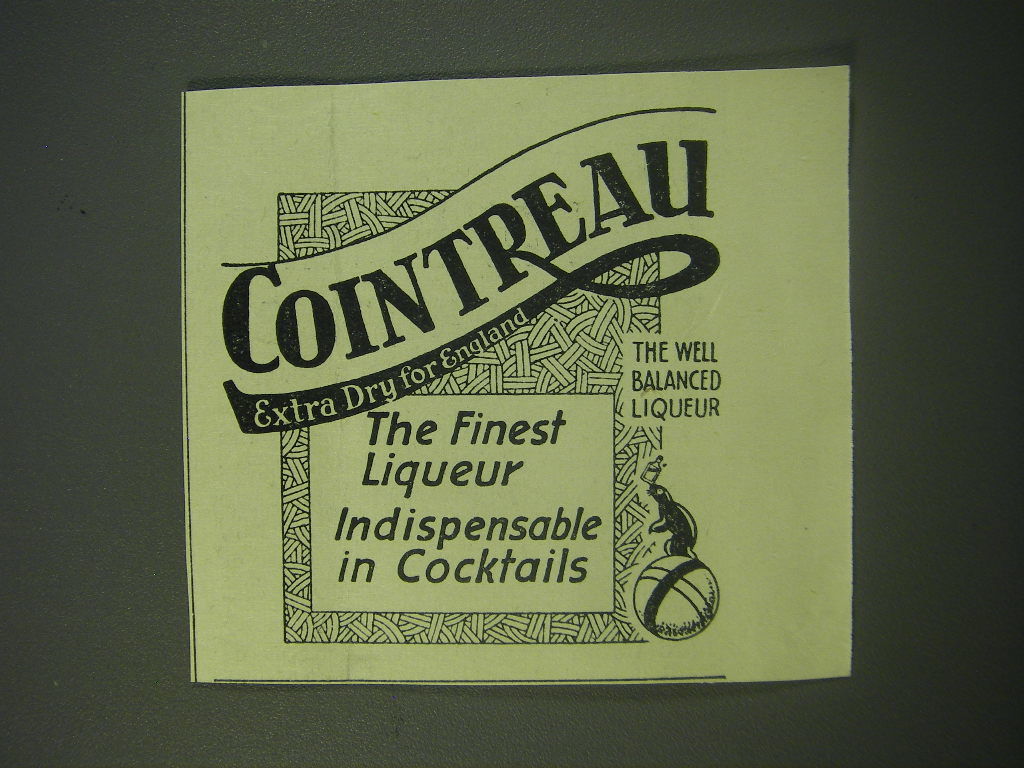 COINTREAU
Extra Dry for England.
THE WELL
BALANCED
LIQUEUR
The Finest
Liqueur
Indispensable
in Cocktails